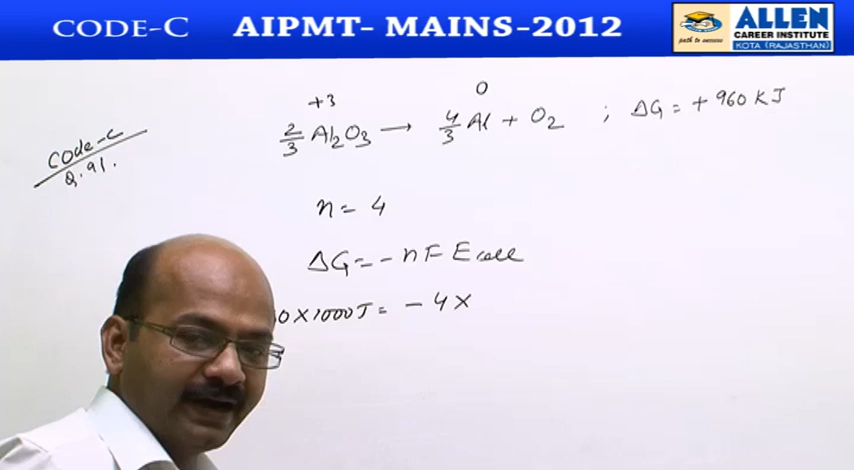 CODE-C AIPMT- MAINS-2012
path to success
ALLEN
CAREER INSTITUTE
KOTA (RAJASTHAN)
Code-C
Q.91.
+3 0
2/3 Al2O3 → 4/3 Al + O2 ; ΔG = +960 KJ
n = 4
ΔG = - nF Ecell
0 X 1000 J = - 4 X